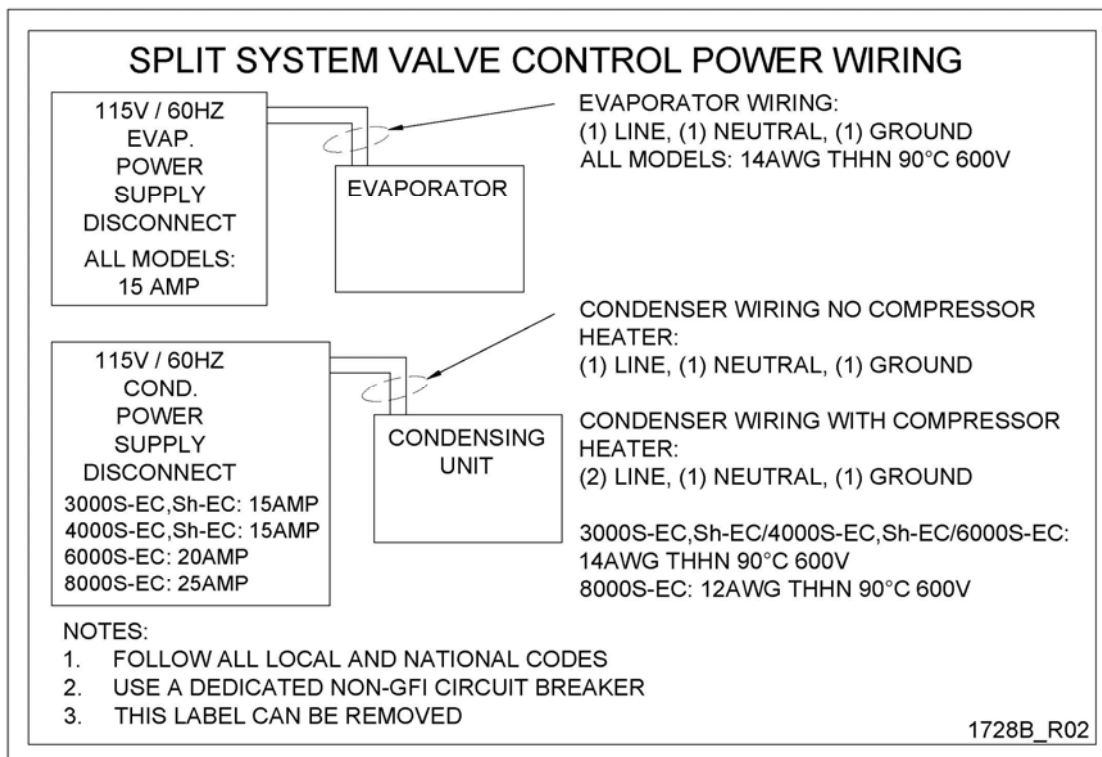 SPLIT SYSTEM VALVE CONTROL POWER WIRING
115V / 60HZ
EVAP.
POWER
SUPPLY
DISCONNECT
ALL MODELS:
15 AMP
EVAPORATOR
EVAPORATOR WIRING:
(1) LINE, (1) NEUTRAL, (1) GROUND
ALL MODELS: 14AWG THHN 90°C 600V
115V / 60HZ
COND.
POWER
SUPPLY
DISCONNECT
3000S-EC,Sh-EC: 15AMP
4000S-EC,Sh-EC: 15AMP
6000S-EC: 20AMP
8000S-EC: 25AMP
CONDENSING
UNIT
CONDENSER WIRING NO COMPRESSOR
HEATER:
(1) LINE, (1) NEUTRAL, (1) GROUND
CONDENSER WIRING WITH COMPRESSOR
HEATER:
(2) LINE, (1) NEUTRAL, (1) GROUND
3000S-EC,Sh-EC/4000S-EC,Sh-EC/6000S-EC:
14AWG THHN 90°C 600V
8000S-EC: 12AWG THHN 90°C 600V
NOTES:
1. FOLLOW ALL LOCAL AND NATIONAL CODES
2. USE A DEDICATED NON-GFI CIRCUIT BREAKER
3. THIS LABEL CAN BE REMOVED
1728B_R02